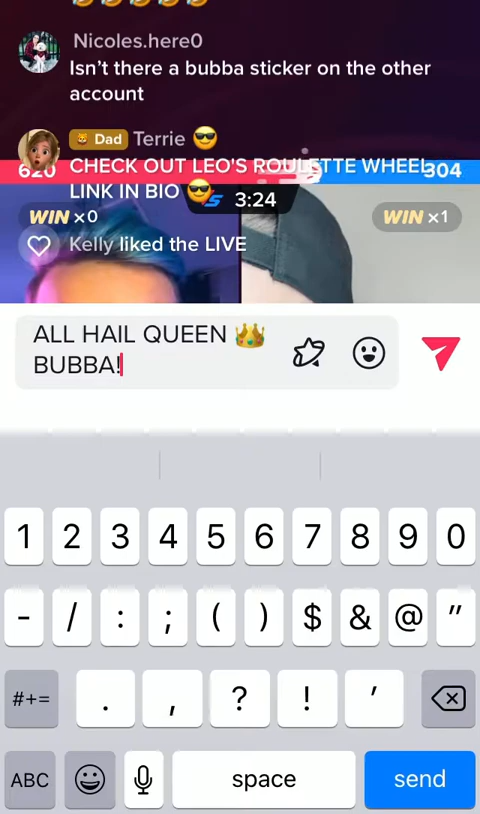 Nicoles.here0
Isn't there a bubba sticker on the other
account
Dad Terrie 😎
620 CHECK OUT LEO'S ROULETTE WHEEL 304
LINK IN BIO 😎 3:24
WIN x0 WIN x1
Kelly liked the LIVE
ALL HAIL QUEEN 👑
BUBBA!
1 2 3 4 5 6 7 8 9 0
- / : ; ( ) $ & @ "
#+= . , ? ! '
ABC space send